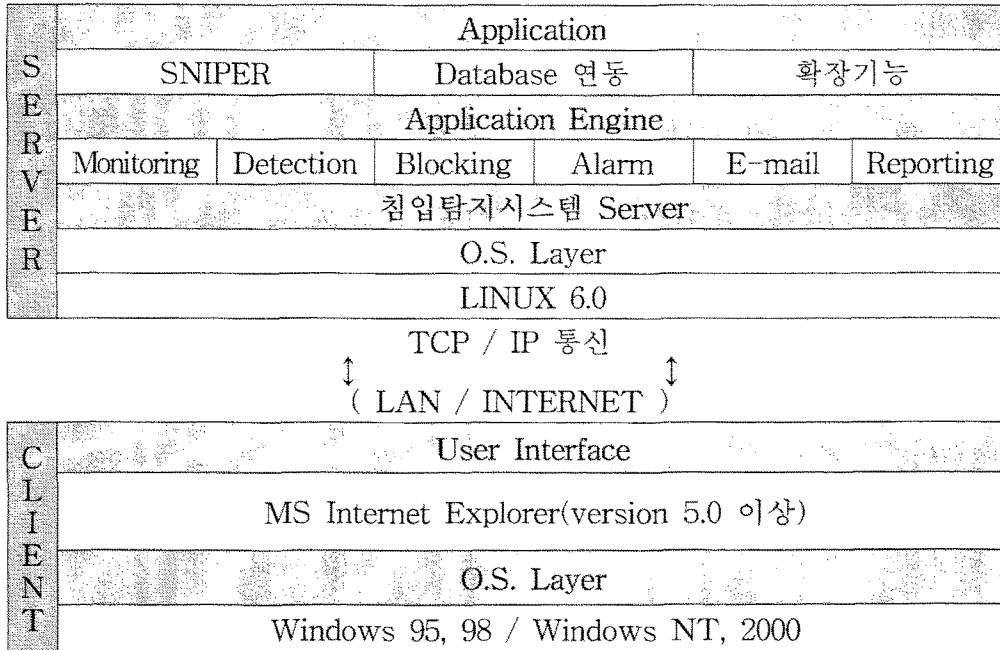 SERVER
Application
SNIPER Database 연동 확장기능
Application Engine
Monitoring Detection Blocking Alarm E-mail Reporting
침입탐지시스템 Server
O.S. Layer
LINUX 6.0
TCP / IP 통신
↕ ↕
( LAN / INTERNET )
CLIENT
User Interface
MS Internet Explorer(version 5.0 이상)
O.S. Layer
Windows 95, 98 / Windows NT, 2000